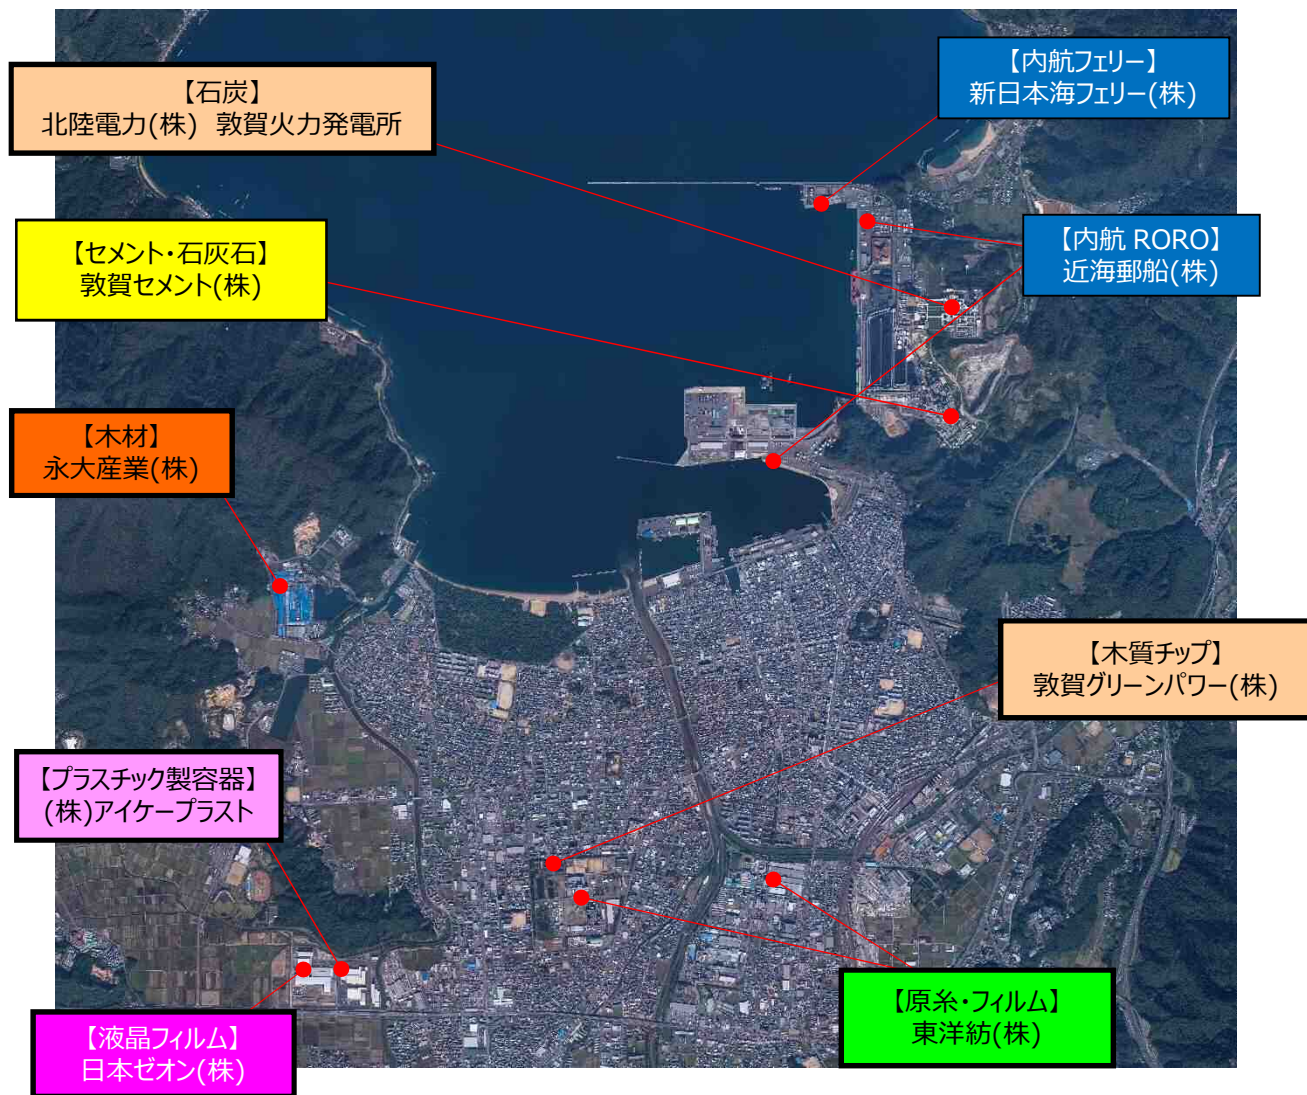 【内航フェリー】
新日本海フェリー(株)
【石炭】
北陸電力(株) 敦賀火力発電所
【内航 RORO】
近海郵船(株)
【セメント・石灰石】
敦賀セメント(株)
【木材】
永大産業(株)
【木質チップ】
敦賀グリーンパワー(株)
【プラスチック製容器】
(株)アイケープラスト
【原糸・フィルム】
東洋紡(株)
【液晶フィルム】
日本ゼオン(株)